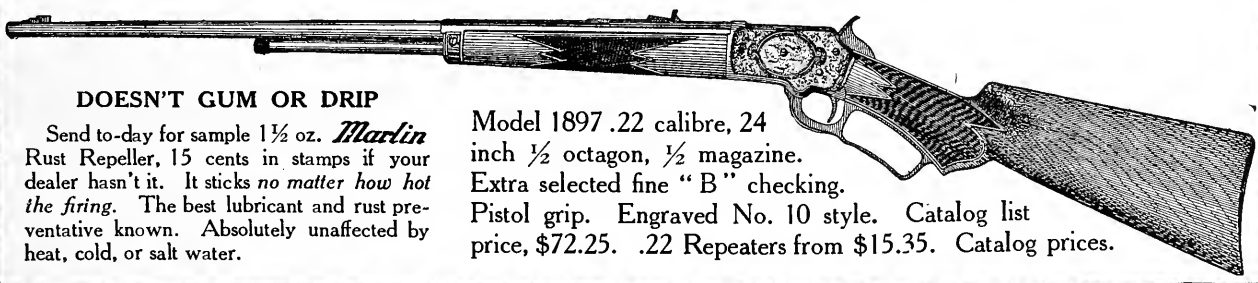 DOESN'T GUM OR DRIP
Send to-day for sample 1½ oz. Marlin
Rust Repeller, 15 cents in stamps if your
dealer hasn't it. It sticks no matter how hot
the firing. The best lubricant and rust pre-
ventative known. Absolutely unaffected by
heat, cold, or salt water.
Model 1897 .22 calibre, 24
inch ½ octagon, ½ magazine.
Extra selected fine "B" checking.
Pistol grip. Engraved No. 10 style. Catalog list
price, $72.25. .22 Repeaters from $15.35. Catalog prices.